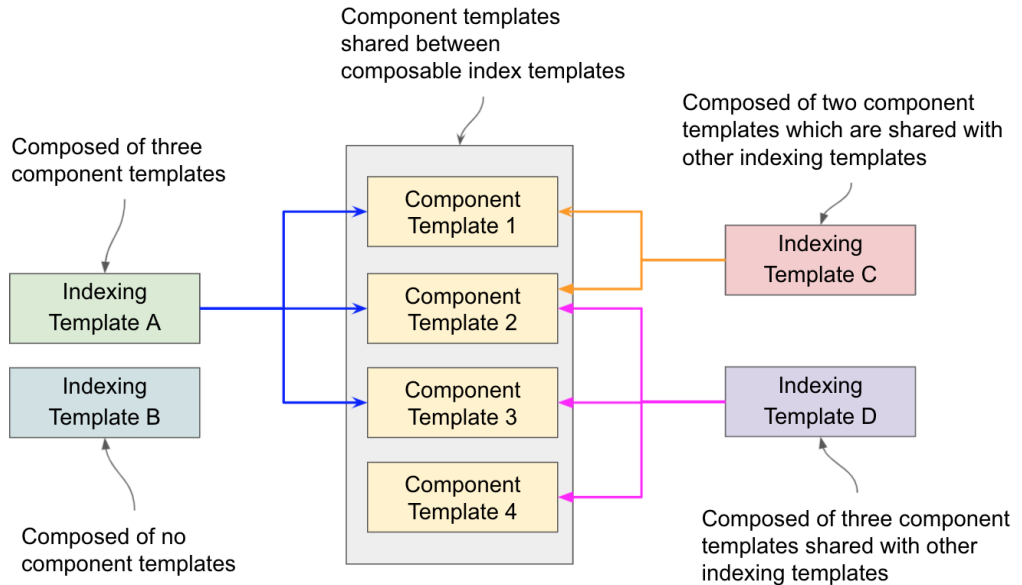 Component templates
shared between
composable index templates
Composed of two component
templates which are shared with
other indexing templates
Composed of three
component templates
Component
Template 1
Indexing
Template C
Indexing
Template A
Component
Template 2
Indexing
Template B
Component
Template 3
Indexing
Template D
Component
Template 4
Composed of no
component templates
Composed of three component
templates shared with other
indexing templates